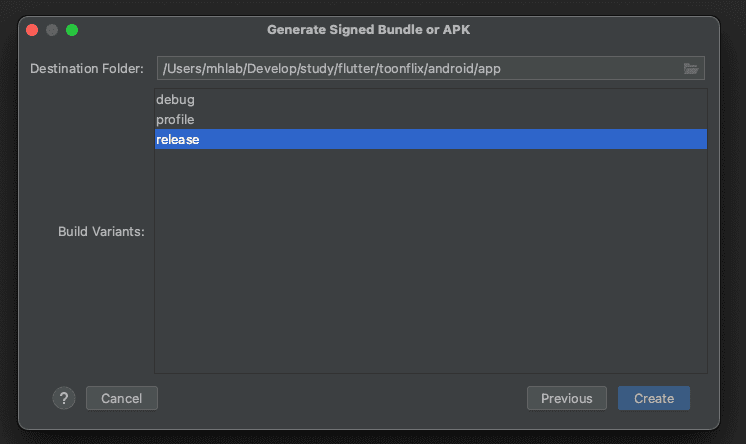 Generate Signed Bundle or APK
Destination Folder: /Users/mhlab/Develop/study/flutter/toonflix/android/app
debug
profile
release
Build Variants:
? Cancel Previous Create